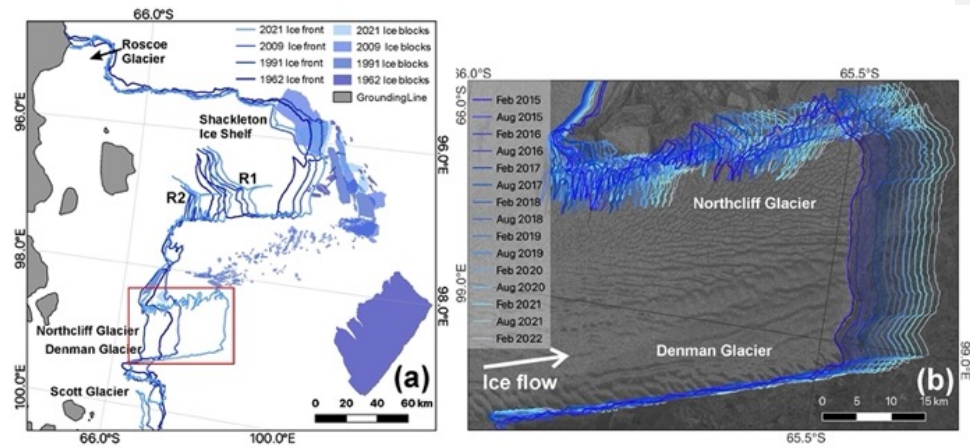 66.0°S
Roscoe
Glacier
2021 Ice front
2009 Ice front
1991 Ice front
1962 Ice front
2021 Ice blocks
2009 Ice blocks
1991 Ice blocks
1962 Ice blocks
GroundingLine
96.0°E
Shackleton
Ice Shelf
96.0°E
R1
R2
98.0°E
98.0°E
Northcliff Glacier
Denman Glacier
Scott Glacier
100.0°E
(a)
0 20 40 60 km
66.0°S
100.0°E
36.0°S
65.5°S
66.0°S
Feb 2015
Aug 2015
Feb 2016
Aug 2016
Feb 2017
Aug 2017
Feb 2018
Aug 2018
Feb 2019
Aug 2019
Feb 2020
Aug 2020
Feb 2021
Aug 2021
Feb 2022
Northcliff Glacier
99.0°E
Denman Glacier
99.0°E
Ice flow
(b)
0 5 10 15 km
65.5°S